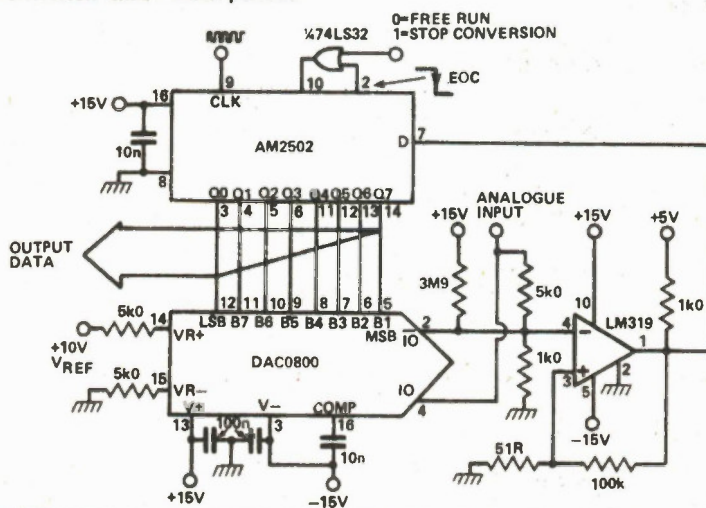 0=FREE RUN
1=STOP CONVERSION
¼74LS32
EOC
9
10
2
CLK
+15V
16
10n
AM2502
D
7
8
Q0 Q1 Q2 Q3 Q4 Q5 Q6 Q7
3 4 5 6 11 12 13 14
ANALOGUE
INPUT
+15V
+15V
+5V
OUTPUT
DATA
3M9
5k0
1k0
12 11 10 9 8 7 6 5
LSB B7 B6 B5 B4 B3 B2 B1
MSB
5k0
14
VR+
+10V
VREF
DAC0800
IO
2
1k0
10
4
LM319
1
3
5
2
5k0
15
VR–
IO
4
V+
V–
COMP
13
100n
3
16
10n
–15V
51R
100k
+15V
–15V